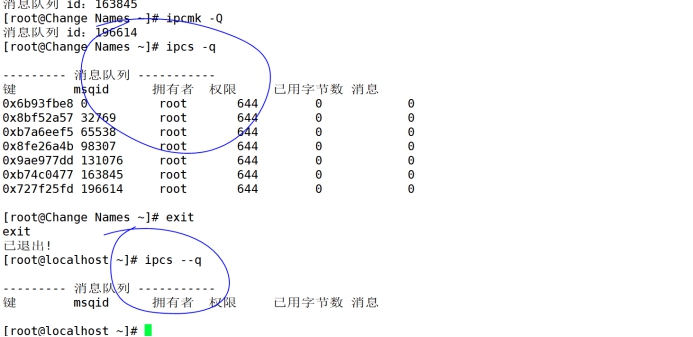 消息队列 id：163845
[root@Change Names ~]# ipcmk -Q
消息队列 id：196614
[root@Change Names ~]# ipcs -q
--------- 消息队列 -----------
键 msqid 拥有者 权限 已用字节数 消息
0x6b93fbe8 0 root 644 0 0
0x8bf52a57 32769 root 644 0 0
0xb7a6eef5 65538 root 644 0 0
0x8fe26a4b 98307 root 644 0 0
0x9ae977dd 131076 root 644 0 0
0xb74c0477 163845 root 644 0 0
0x727f25fd 196614 root 644 0 0
[root@Change Names ~]# exit
exit
已退出!
[root@localhost ~]# ipcs --q
--------- 消息队列 -----------
键 msqid 拥有者 权限 已用字节数 消息
[root@localhost ~]#